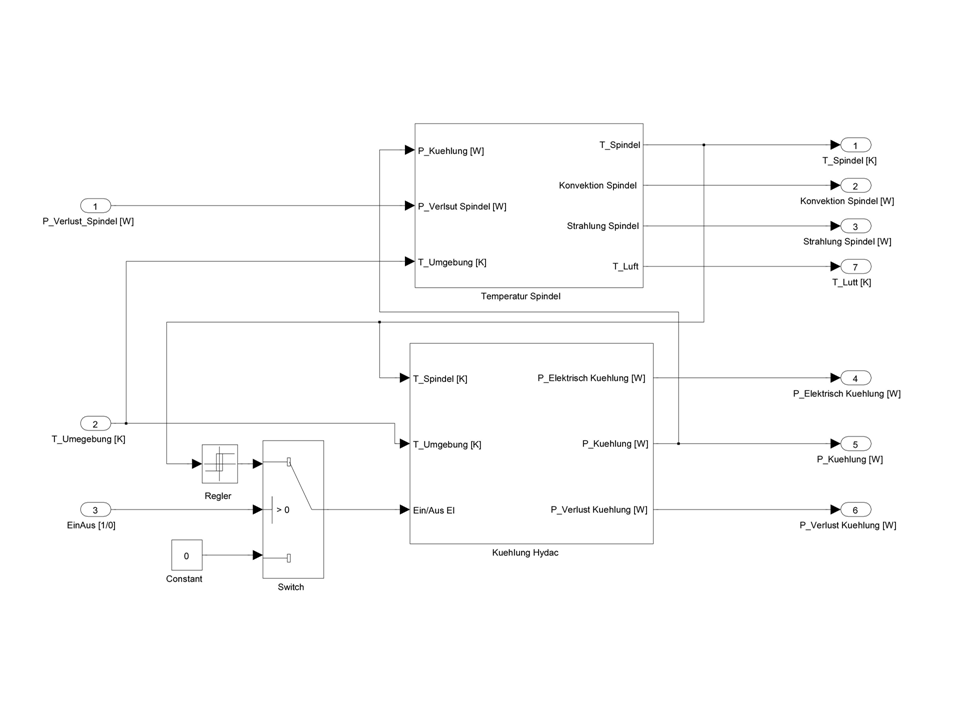 P_Kuehlung [W]
T_Spindel
1
T_Spindel [K]
Konvektion Spindel
2
Konvektion Spindel [W]
1
P_Verlust_Spindel [W]
P_Verlsut Spindel [W]
Strahlung Spindel
3
Strahlung Spindel [W]
T_Umgebung [K]
T_Luft
7
T_Lutt [K]
Temperatur Spindel
T_Spindel [K]
P_Elektrisch Kuehlung [W]
4
P_Elektrisch Kuehlung [W]
2
T_Umegebung [K]
T_Umgebung [K]
P_Kuehlung [W]
5
P_Kuehlung [W]
Regler
3
EinAus [1/0]
> 0
Ein/Aus El
P_Verlust Kuehlung [W]
6
P_Verlust Kuehlung [W]
Kuehlung Hydac
0
Constant
Switch